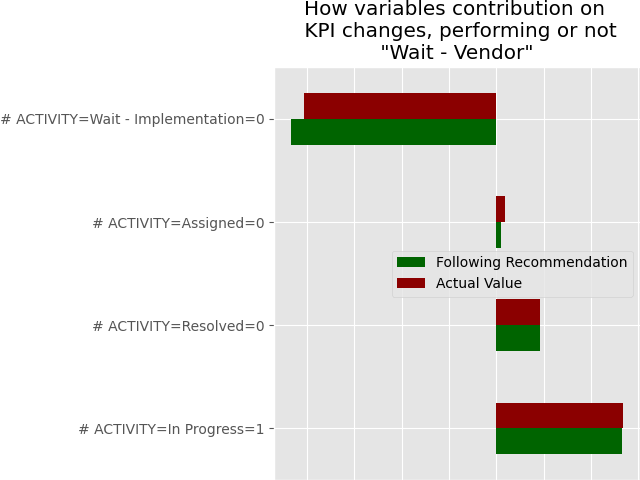 How variables contribution on
KPI changes, performing or not
"Wait - Vendor"
# ACTIVITY=Wait - Implementation=0
# ACTIVITY=Assigned=0
Following Recommendation
Actual Value
# ACTIVITY=Resolved=0
# ACTIVITY=In Progress=1